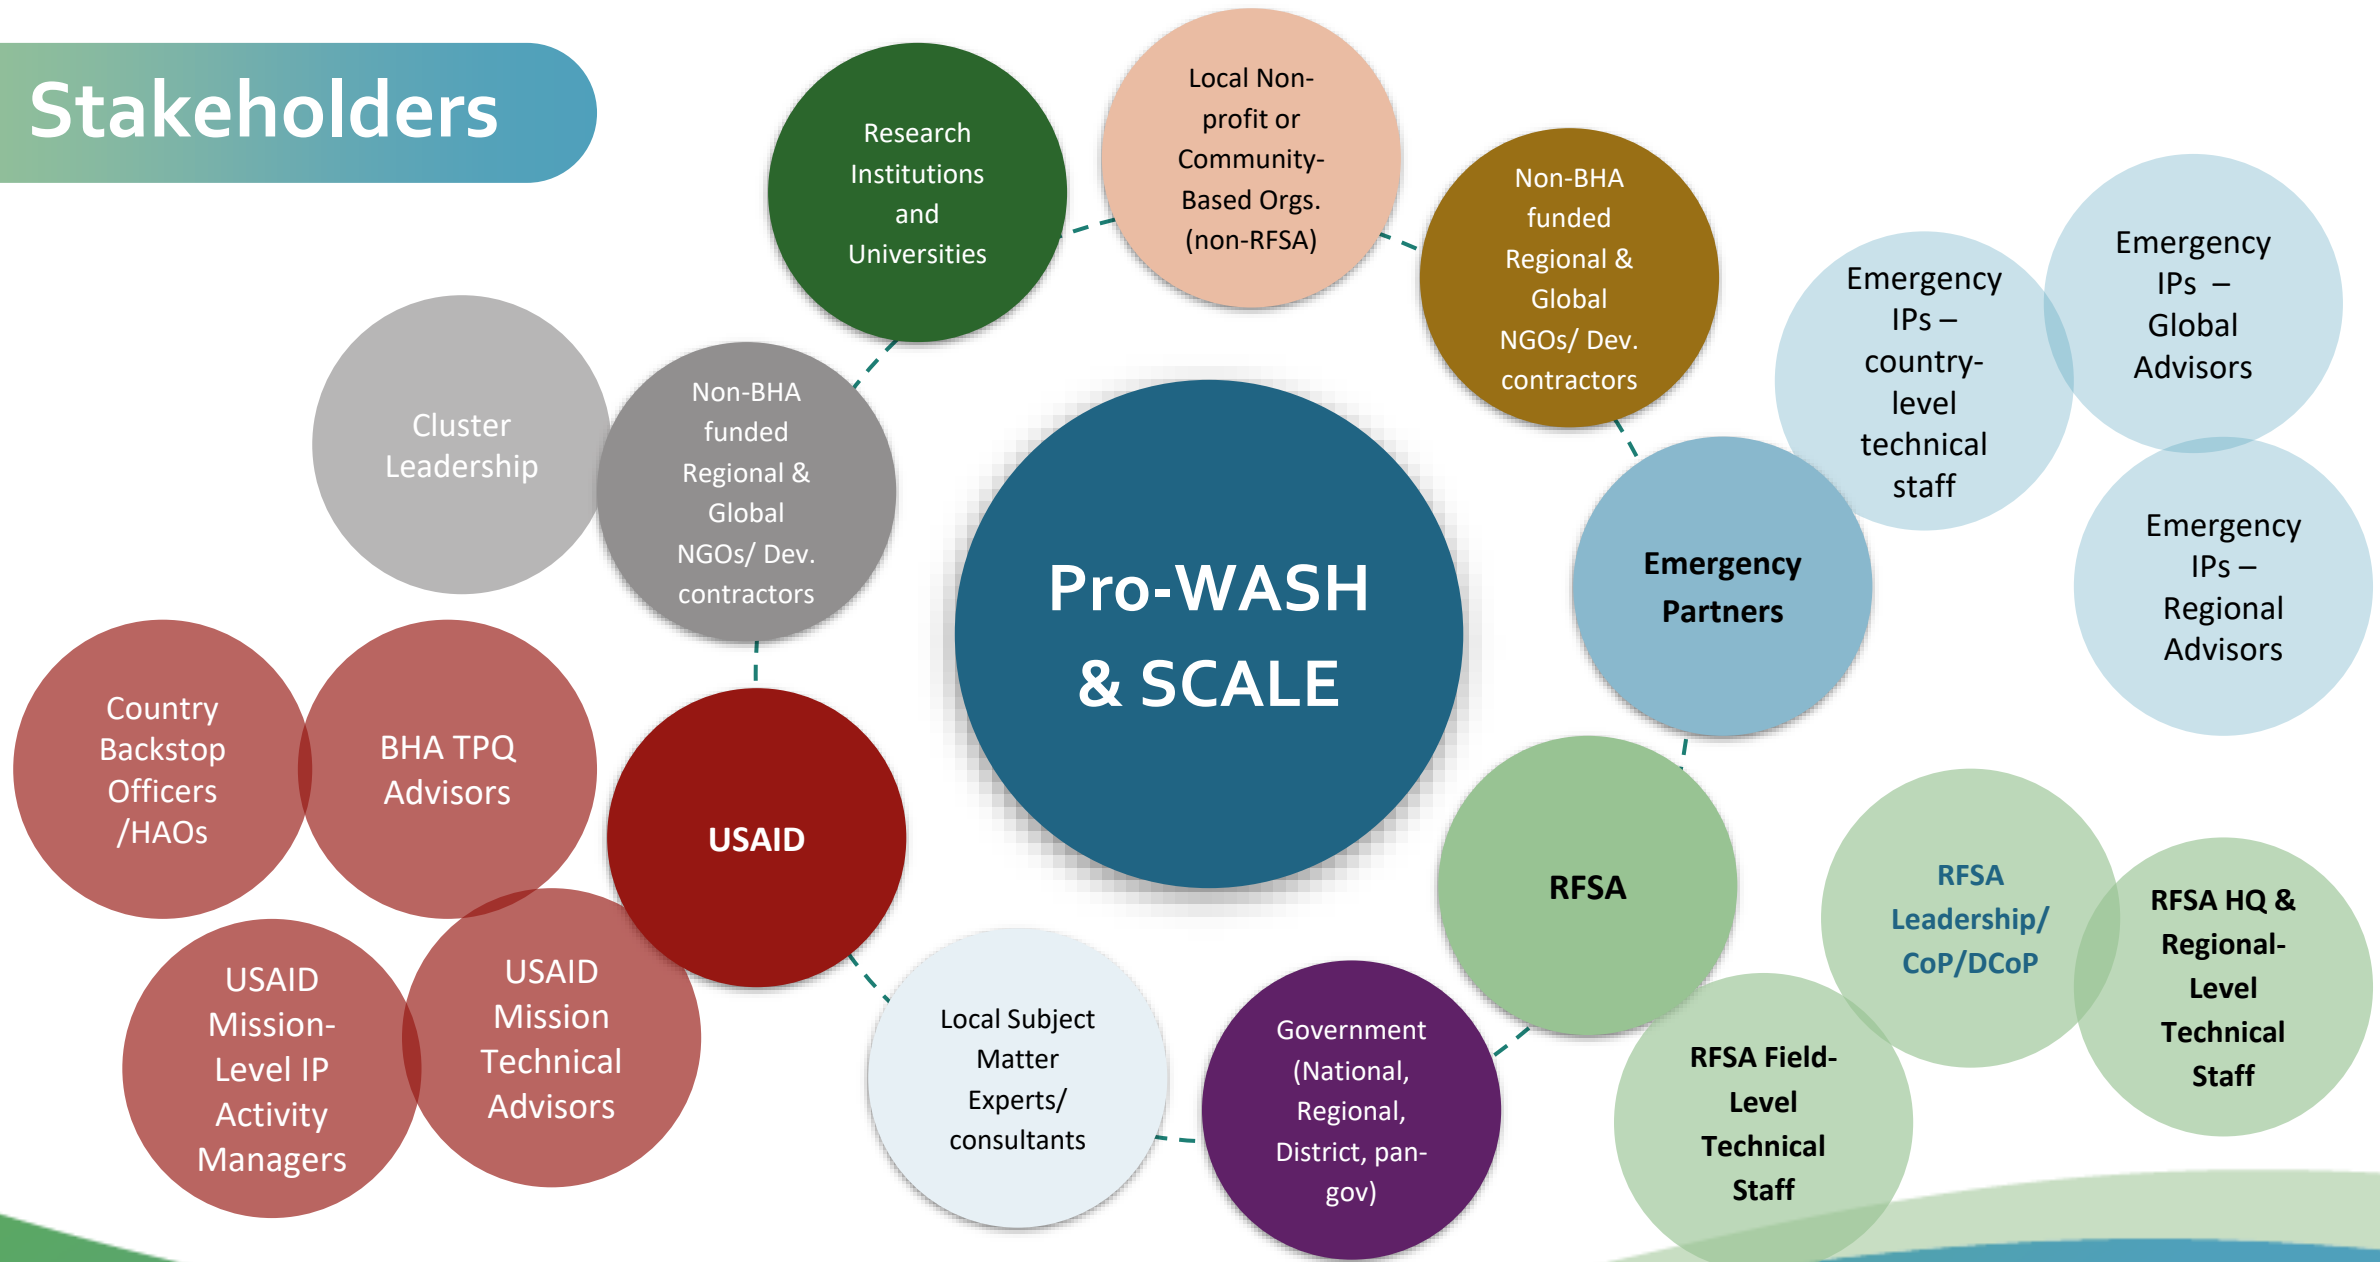 Stakeholders
Research
Institutions
and
Universities
Local Non-
profit or
Community-
Based Orgs.
(non-RFSA)
Non-BHA
funded
Regional &
Global
NGOs/ Dev.
contractors
Emergency
IPs –
country-
level
technical
staff
Emergency
IPs –
Global
Advisors
Emergency
IPs –
Regional
Advisors
Cluster
Leadership
Non-BHA
funded
Regional &
Global
NGOs/ Dev.
contractors
Pro-WASH
& SCALE
Emergency
Partners
Country
Backstop
Officers
/HAOs
BHA TPQ
Advisors
USAID
USAID
Mission-
Level IP
Activity
Managers
USAID
Mission
Technical
Advisors
Local Subject
Matter
Experts/
consultants
Government
(National,
Regional,
District, pan-
gov)
RFSA
RFSA
Leadership/
CoP/DCoP
RFSA HQ &
Regional-
Level
Technical
Staff
RFSA Field-
Level
Technical
Staff